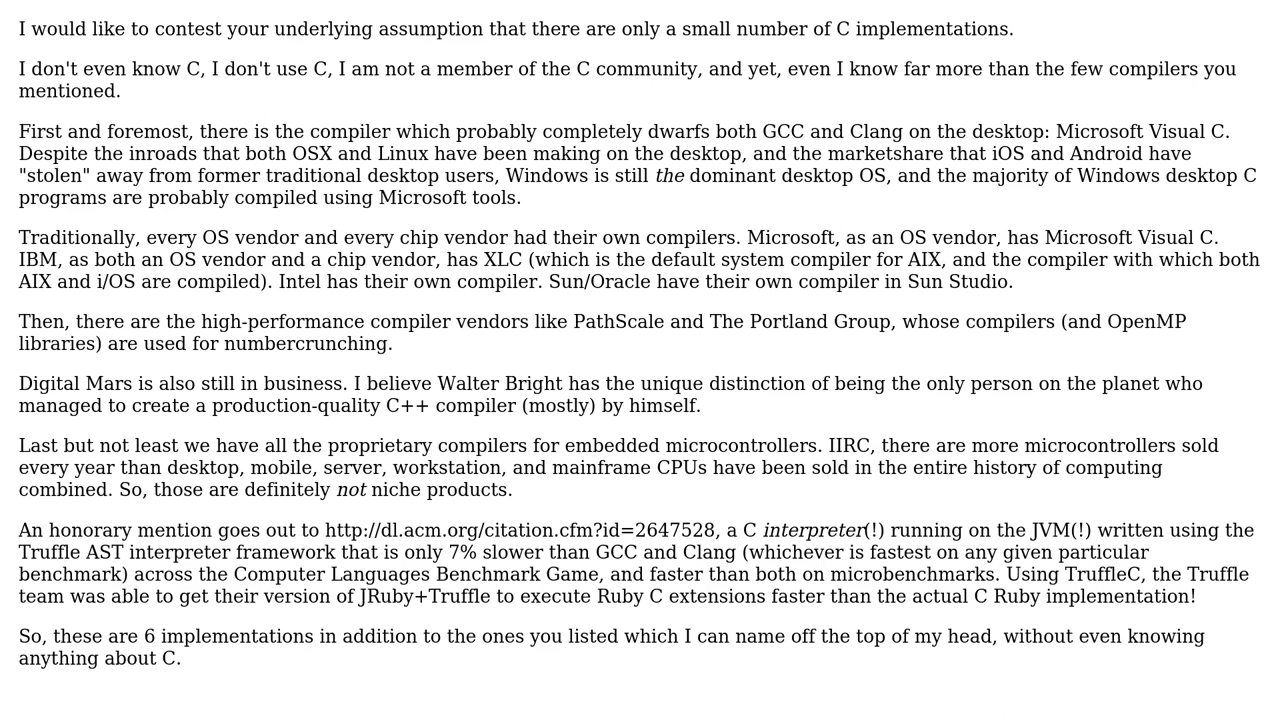 I would like to contest your underlying assumption that there are only a small number of C implementations.
I don't even know C, I don't use C, I am not a member of the C community, and yet, even I know far more than the few compilers you
mentioned.
First and foremost, there is the compiler which probably completely dwarfs both GCC and Clang on the desktop: Microsoft Visual C.
Despite the inroads that both OSX and Linux have been making on the desktop, and the marketshare that iOS and Android have
"stolen" away from former traditional desktop users, Windows is still the dominant desktop OS, and the majority of Windows desktop C
programs are probably compiled using Microsoft tools.
Traditionally, every OS vendor and every chip vendor had their own compilers. Microsoft, as an OS vendor, has Microsoft Visual C.
IBM, as both an OS vendor and a chip vendor, has XLC (which is the default system compiler for AIX, and the compiler with which both
AIX and i/OS are compiled). Intel has their own compiler. Sun/Oracle have their own compiler in Sun Studio.
Then, there are the high-performance compiler vendors like PathScale and The Portland Group, whose compilers (and OpenMP
libraries) are used for numbercrunching.
Digital Mars is also still in business. I believe Walter Bright has the unique distinction of being the only person on the planet who
managed to create a production-quality C++ compiler (mostly) by himself.
Last but not least we have all the proprietary compilers for embedded microcontrollers. IIRC, there are more microcontrollers sold
every year than desktop, mobile, server, workstation, and mainframe CPUs have been sold in the entire history of computing
combined. So, those are definitely not niche products.
An honorary mention goes out to http://dl.acm.org/citation.cfm?id=2647528, a C interpreter(!) running on the JVM(!) written using the
Truffle AST interpreter framework that is only 7% slower than GCC and Clang (whichever is fastest on any given particular
benchmark) across the Computer Languages Benchmark Game, and faster than both on microbenchmarks. Using TruffleC, the Truffle
team was able to get their version of JRuby+Truffle to execute Ruby C extensions faster than the actual C Ruby implementation!
So, these are 6 implementations in addition to the ones you listed which I can name off the top of my head, without even knowing
anything about C.